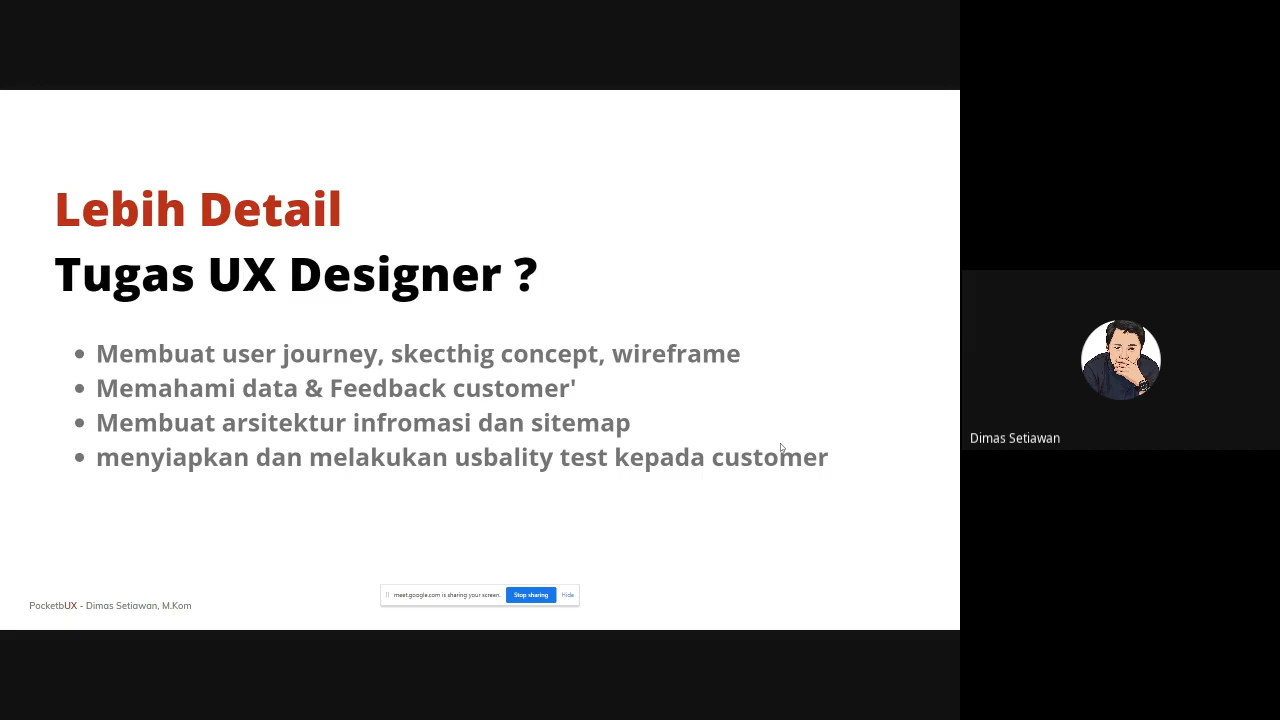 Lebih Detail
Tugas UX Designer ?
Membuat user journey, skecthig concept, wireframe
Memahami data & Feedback customer'
Membuat arsitektur infromasi dan sitemap
menyiapkan dan melakukan usbality test kepada customer
PocketbUX - Dimas Setiawan, M.Kom
meet.google.com is sharing your screen. Stop sharing Hide
Dimas Setiawan